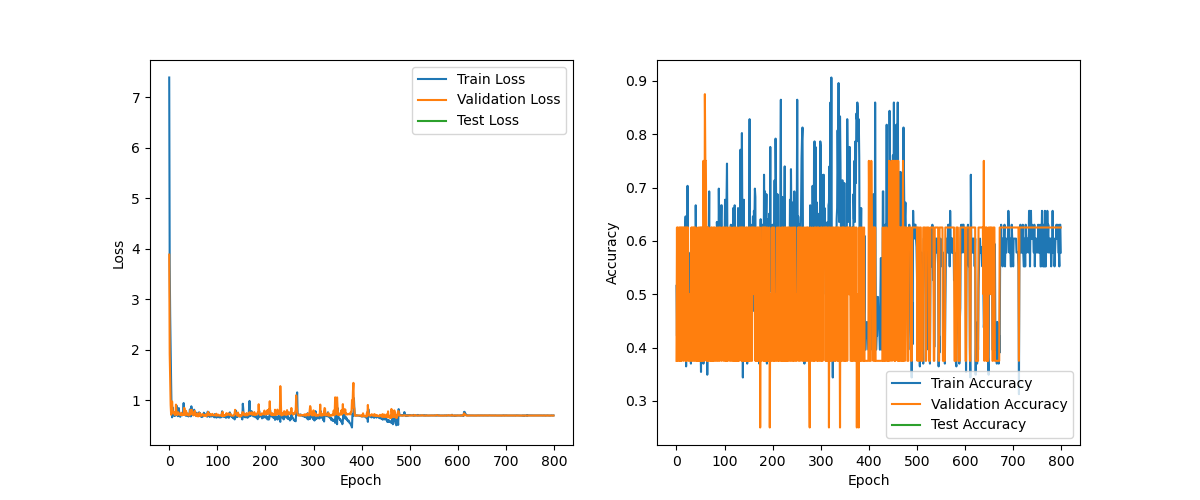 Train Loss
Validation Loss
Test Loss
7
6
5
4
3
2
1
Loss
0 100 200 300 400 500 600 700 800
Epoch
0.9
0.8
0.7
0.6
0.5
0.4
0.3
Accuracy
Train Accuracy
Validation Accuracy
Test Accuracy
0 100 200 300 400 500 600 700 800
Epoch